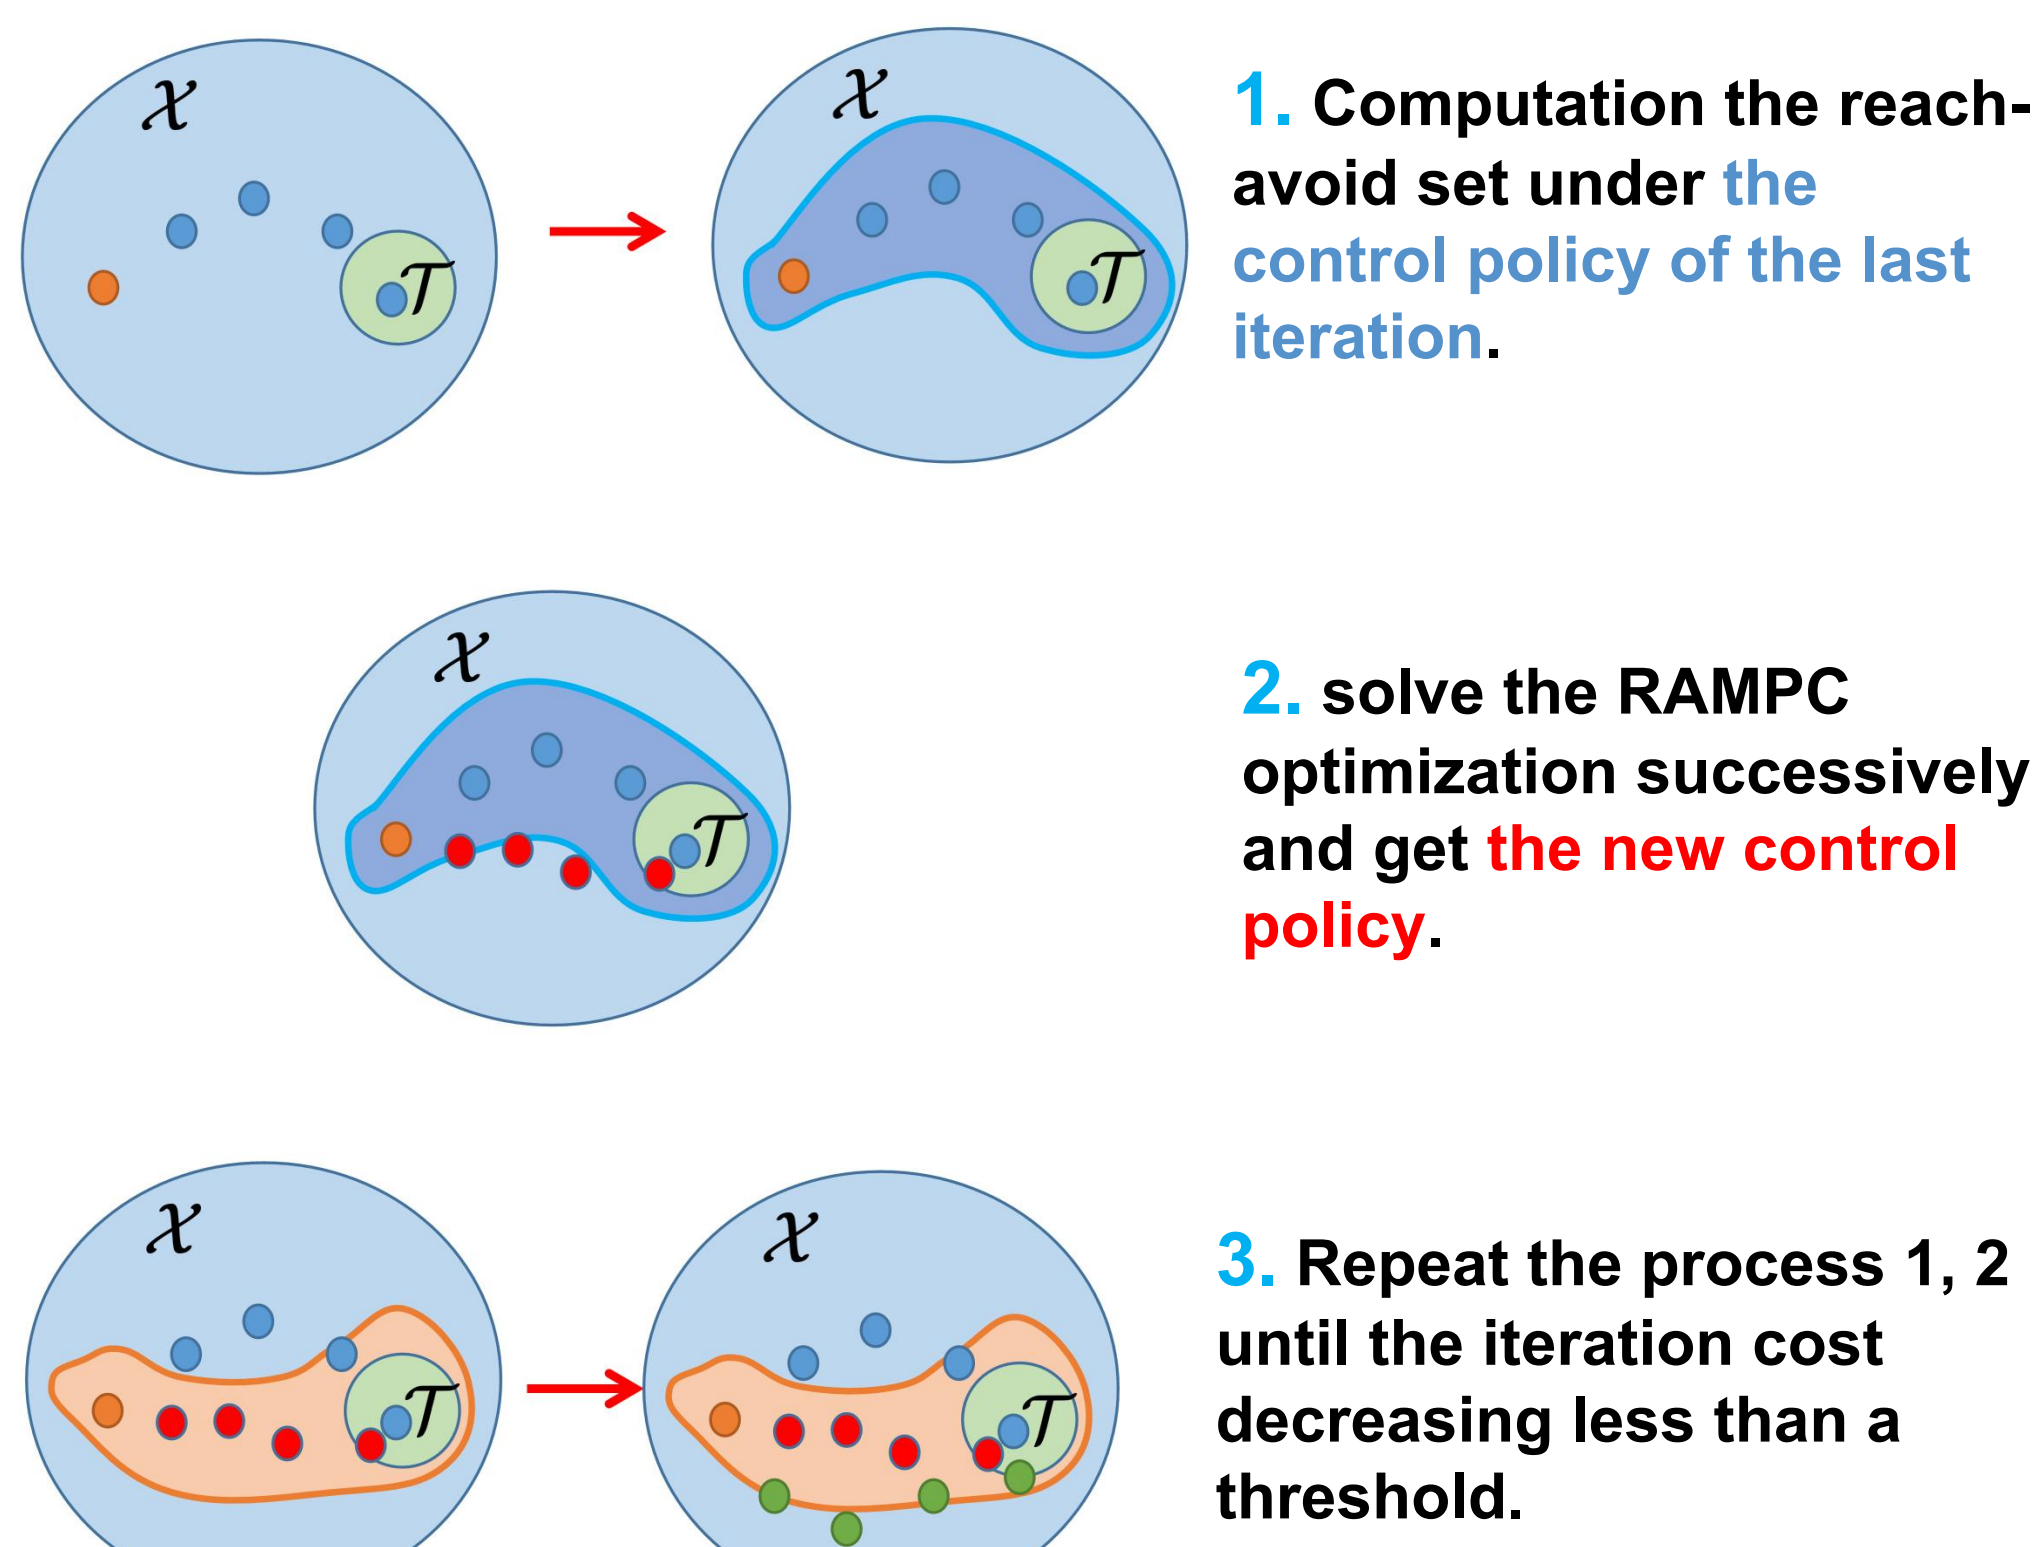 𝒳
𝒯
𝒳
𝒯
1. Computation the reach-
avoid set under the
control policy of the last
iteration.
𝒳
𝒯
2. solve the RAMPC
optimization successively
and get the new control
policy.
𝒳
𝒯
𝒳
𝒯
3. Repeat the process 1, 2
until the iteration cost
decreasing less than a
threshold.